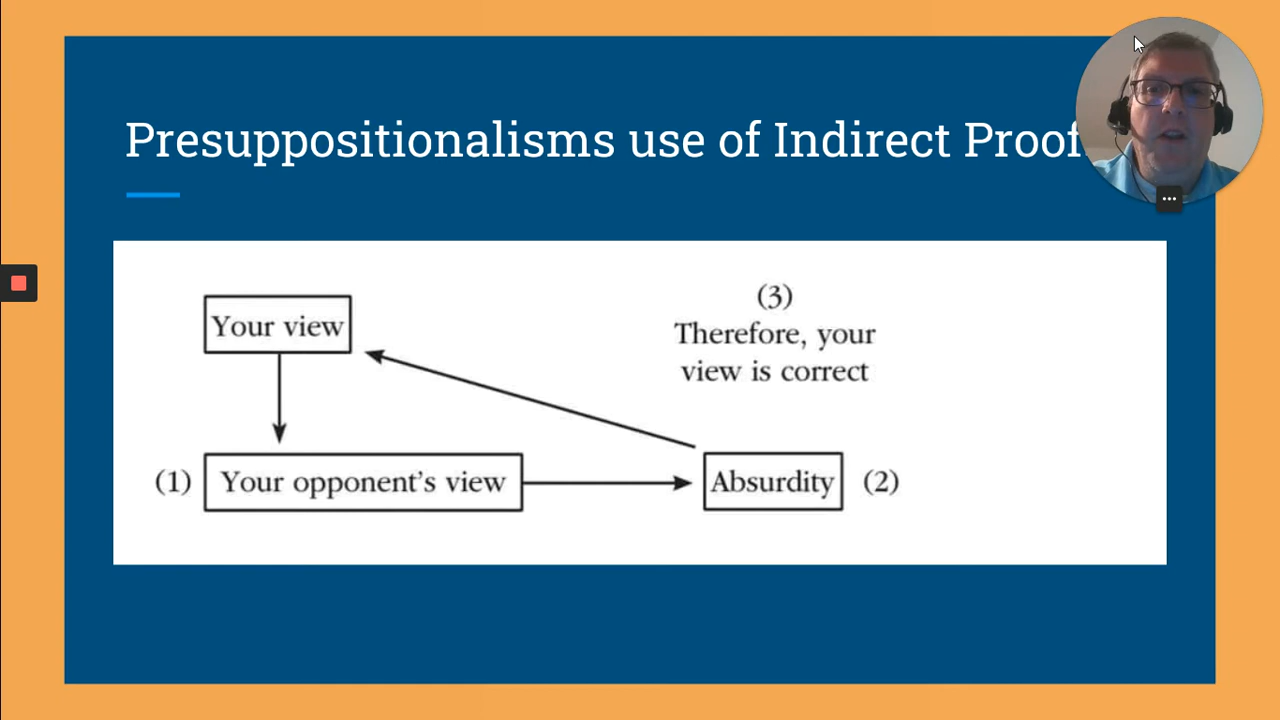 Presuppositionalisms use of Indirect Proof
Your view
(3)
Therefore, your
view is correct
(1) Your opponent's view
Absurdity (2)